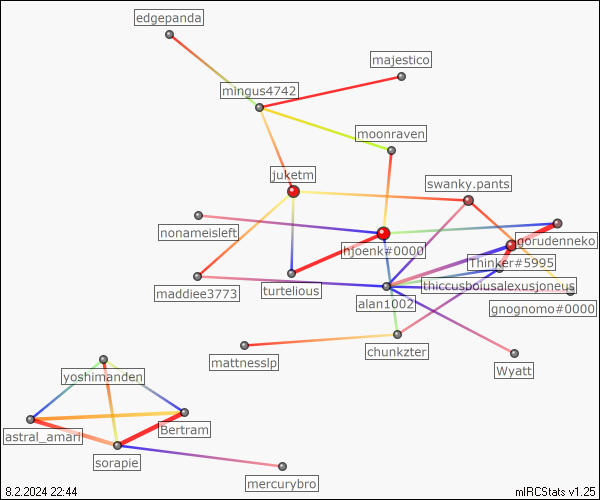 edgepanda
majestico
mingus4742
moonraven
juketm
swanky.pants
nonameisleft
gorudenneko
hjoenk#0000
Thinker#5995
maddiee3773
turtelious
thiccusbousalexusjoneus
alan1002
gnognomo#0000
chunkzter
mattnesslp
Wyatt
yoshimanden
astral_amari
Bertram
sorapie
mercurybro
8.2.2024 22:44
mIRCStats v1.25